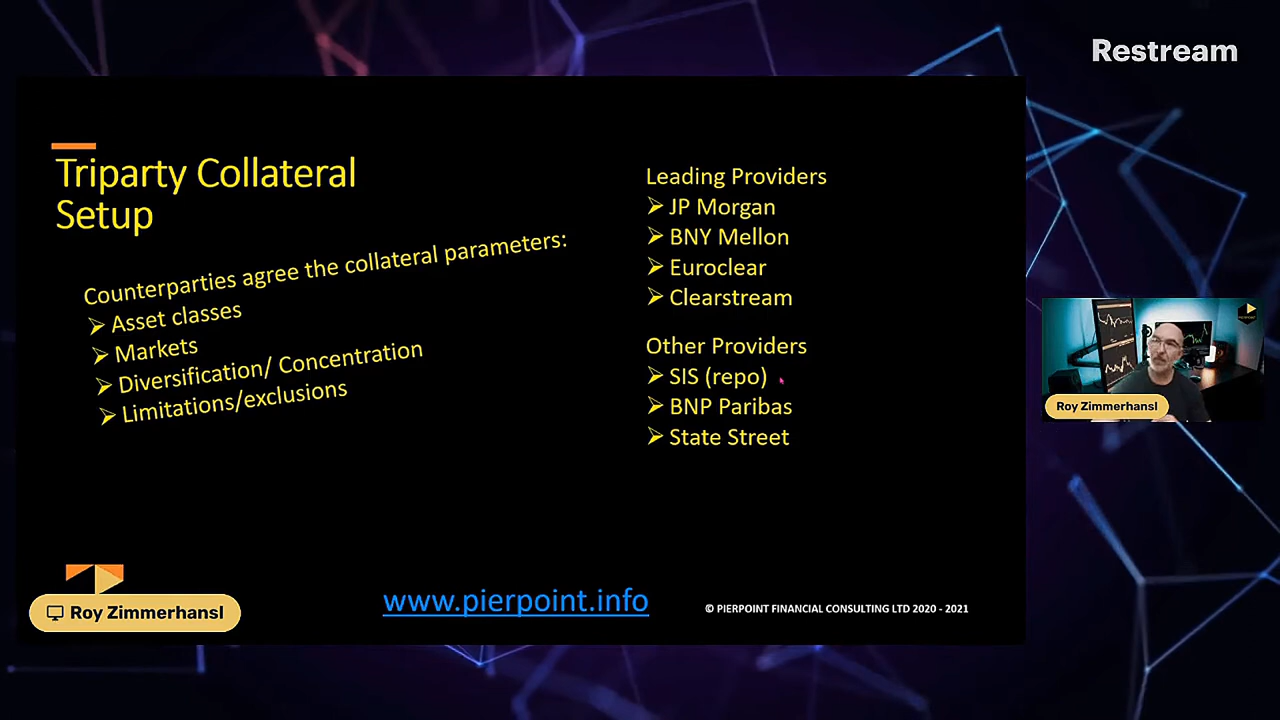 Restream
Triparty Collateral
Setup
Counterparties agree the collateral parameters:
➢ Asset classes
➢ Markets
➢ Diversification/ Concentration
➢ Limitations/exclusions
Leading Providers
➢ JP Morgan
➢ BNY Mellon
➢ Euroclear
➢ Clearstream
Other Providers
➢ SIS (repo)
➢ BNP Paribas
➢ State Street
Roy Zimmerhansl
Roy Zimmerhansl
www.pierpoint.info
© PIERPOINT FINANCIAL CONSULTING LTD 2020 - 2021